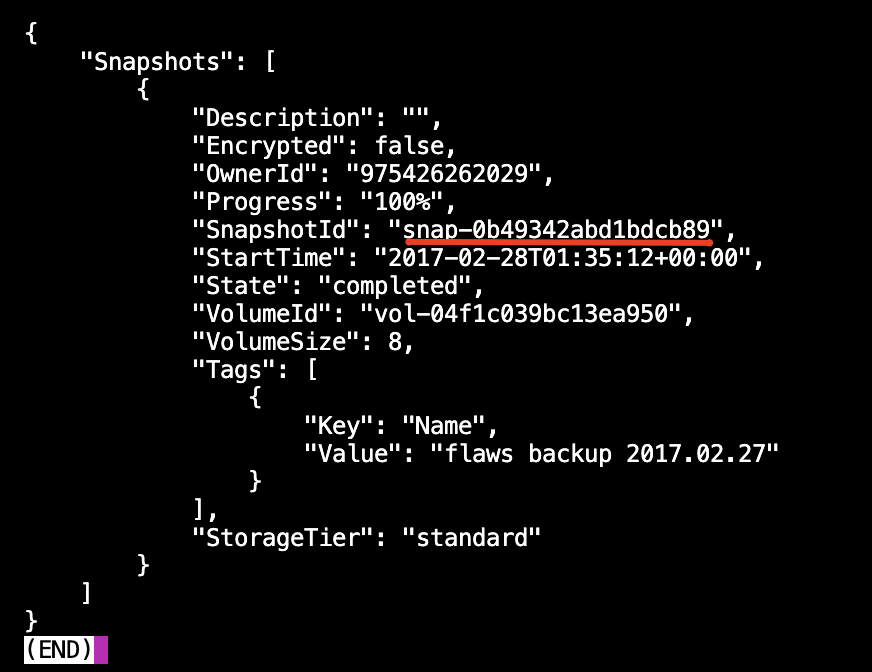 {
    "Snapshots": [
        {
            "Description": "",
            "Encrypted": false,
            "OwnerId": "975426262029",
            "Progress": "100%",
            "SnapshotId": "snap-0b49342abd1bdcb89",
            "StartTime": "2017-02-28T01:35:12+00:00",
            "State": "completed",
            "VolumeId": "vol-04f1c039bc13ea950",
            "VolumeSize": 8,
            "Tags": [
                {
                    "Key": "Name",
                    "Value": "flaws backup 2017.02.27"
                }
            ],
            "StorageTier": "standard"
        }
    ]
}
(END)